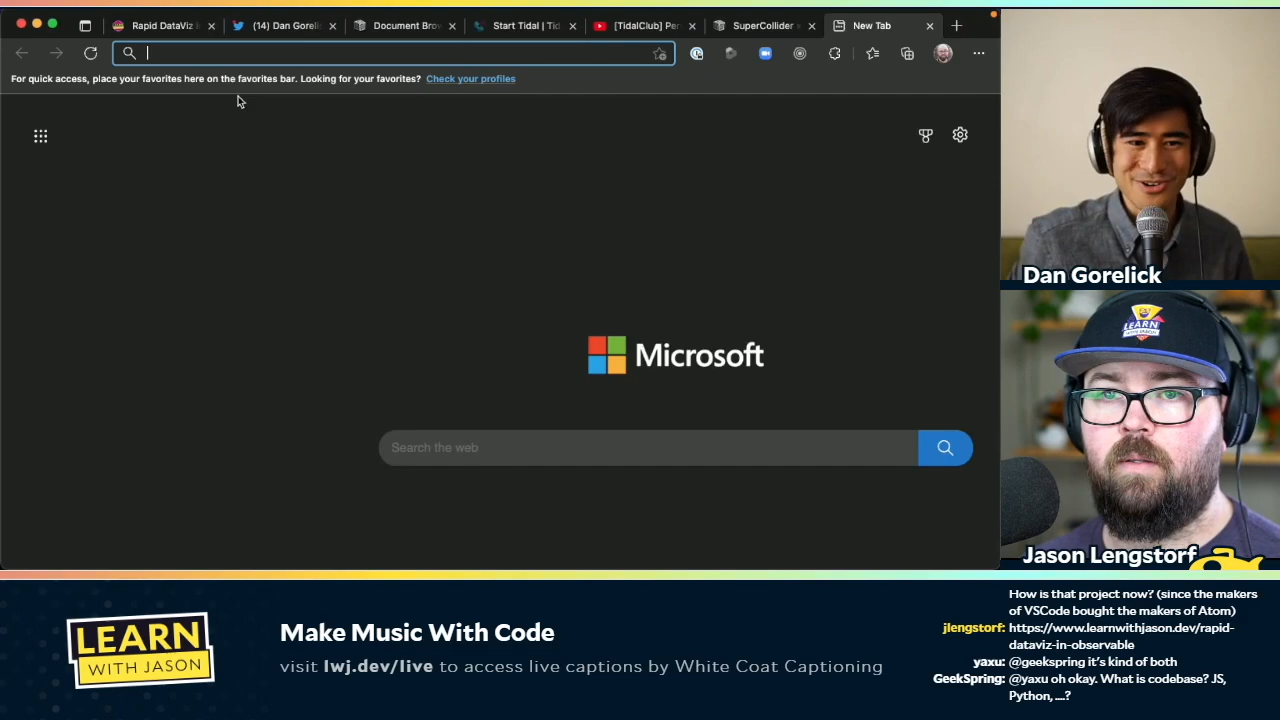 Rapid DataViz i
(14) Dan Goreli
Document Brow
Start Tidal | Tid
[TidalClub] Per
SuperCollider »
New Tab
For quick access, place your favorites here on the favorites bar. Looking for your favorites? Check your profiles
Microsoft
Search the web
Dan Gorelick
LEARN
WITH JASON
Jason Lengstorf
LEARN
WITH JASON
Make Music With Code
visit lwj.dev/live to access live captions by White Coat Captioning
How is that project now? (since the makers
of VSCode bought the makers of Atom)
jlengstorf: https://www.learnwithjason.dev/rapid-
dataviz-in-observable
yaxu: @geekspring it's kind of both
GeekSpring: @yaxu oh okay. What is codebase? JS,
Python, ....?